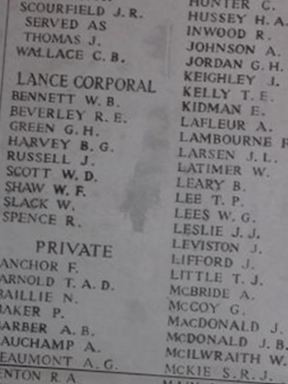 SCOURFIELD J.R.
SERVED AS
THOMAS J.
WALLACE C.B.
LANCE CORPORAL
BENNETT W.B.
BEVERLEY R.E.
GREEN G.H.
HARVEY B.G.
RUSSELL J.
SCOTT W.D.
SHAW W.F.
SLACK W.
SPENCE R.
PRIVATE
ANCHOR F.
ARNOLD T.A.D.
BAILLIE N.
BAKER P.
BARBER A.B.
BEAUCHAMP A.
BEAUMONT A.G.
ENTON R.A.
HUNTER C.
HUSSEY H.A.
INWOOD R.
JOHNSON A.
JORDAN G.H.
KEIGHLEY J.
KELLY T.E.
KIDMAN E.
LAFLEUR A.
LAMBOURNE
LARSEN J.L.
LATIMER W.
LEARY B.
LEE T.P.
LEES W.G.
LESLIE J.J.
LEVISTON J.
LIFFORD J.
LITTLE T.J.
MCBRIDE A.
MCCOY G.
MACDONALD J.
MCDONALD J.B.
MCILWRAITH W.
MCKIE S.R.J.